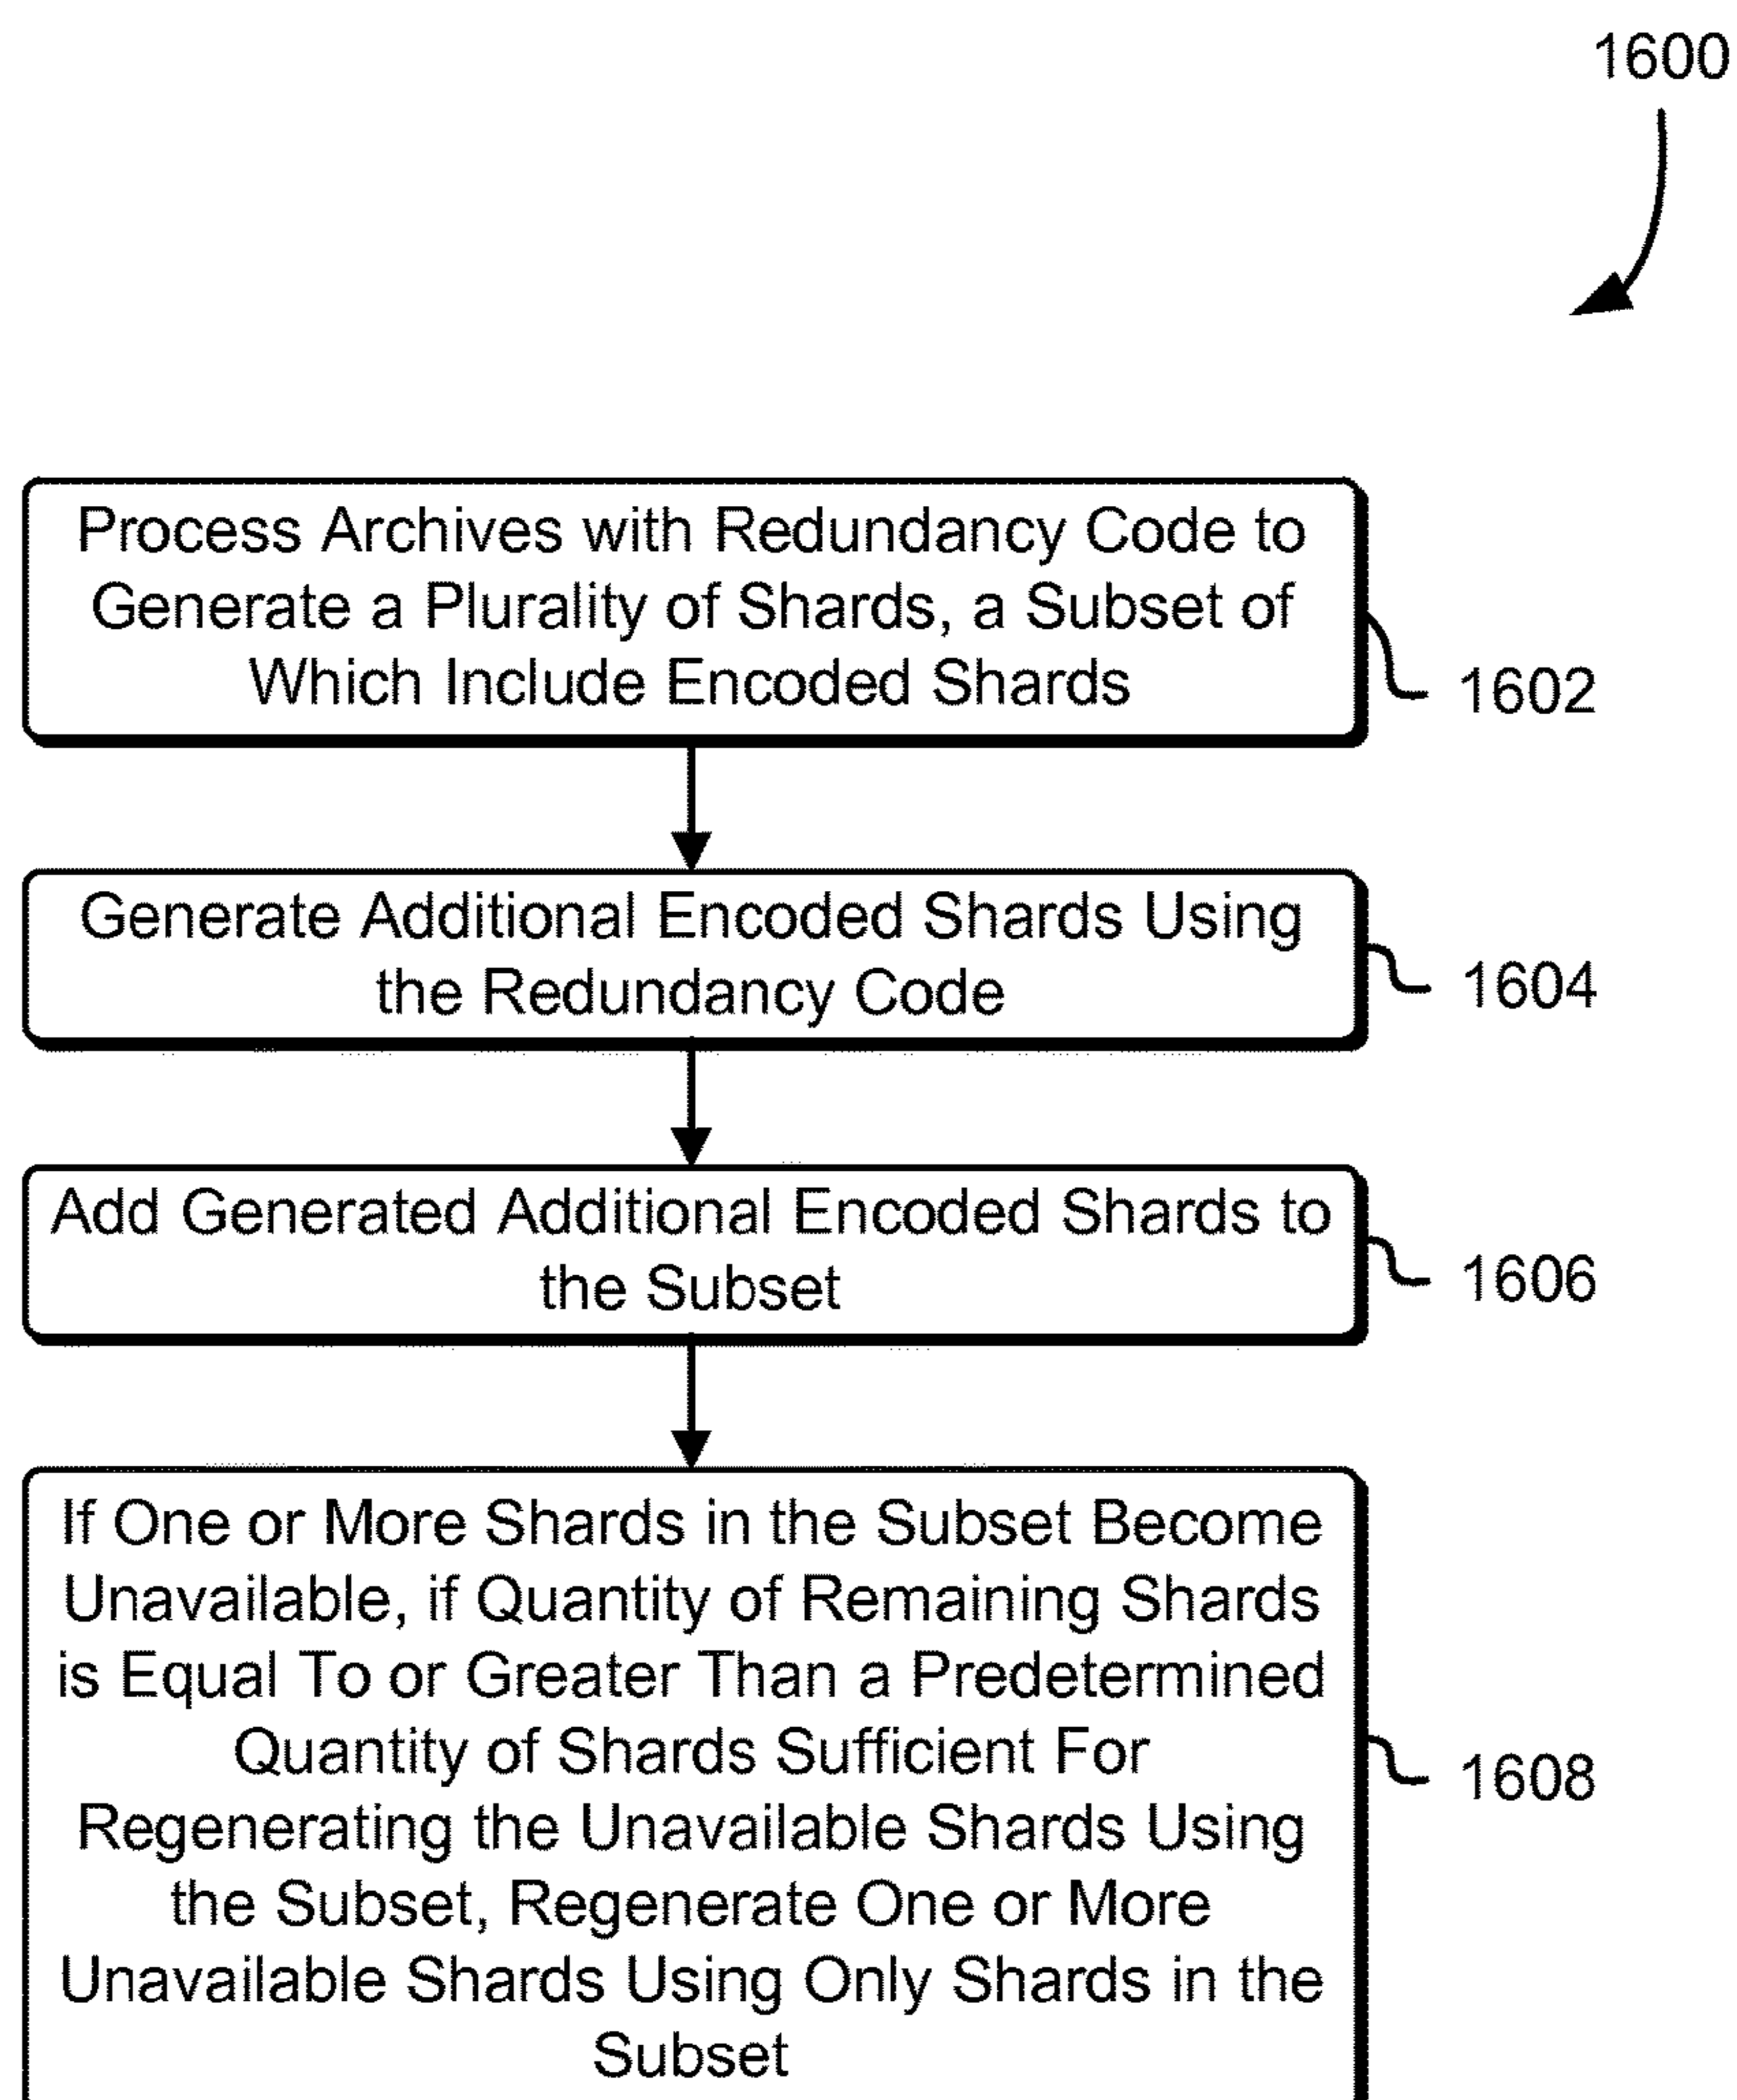 1600
Process Archives with Redundancy Code to
Generate a Plurality of Shards, a Subset of
Which Include Encoded Shards
1602
Generate Additional Encoded Shards Using
the Redundancy Code
1604
Add Generated Additional Encoded Shards to
the Subset
1606
If One or More Shards in the Subset Become
Unavailable, if Quantity of Remaining Shards
is Equal To or Greater Than a Predetermined
Quantity of Shards Sufficient For
Regenerating the Unavailable Shards Using
the Subset, Regenerate One or More
Unavailable Shards Using Only Shards in the
Subset
1608